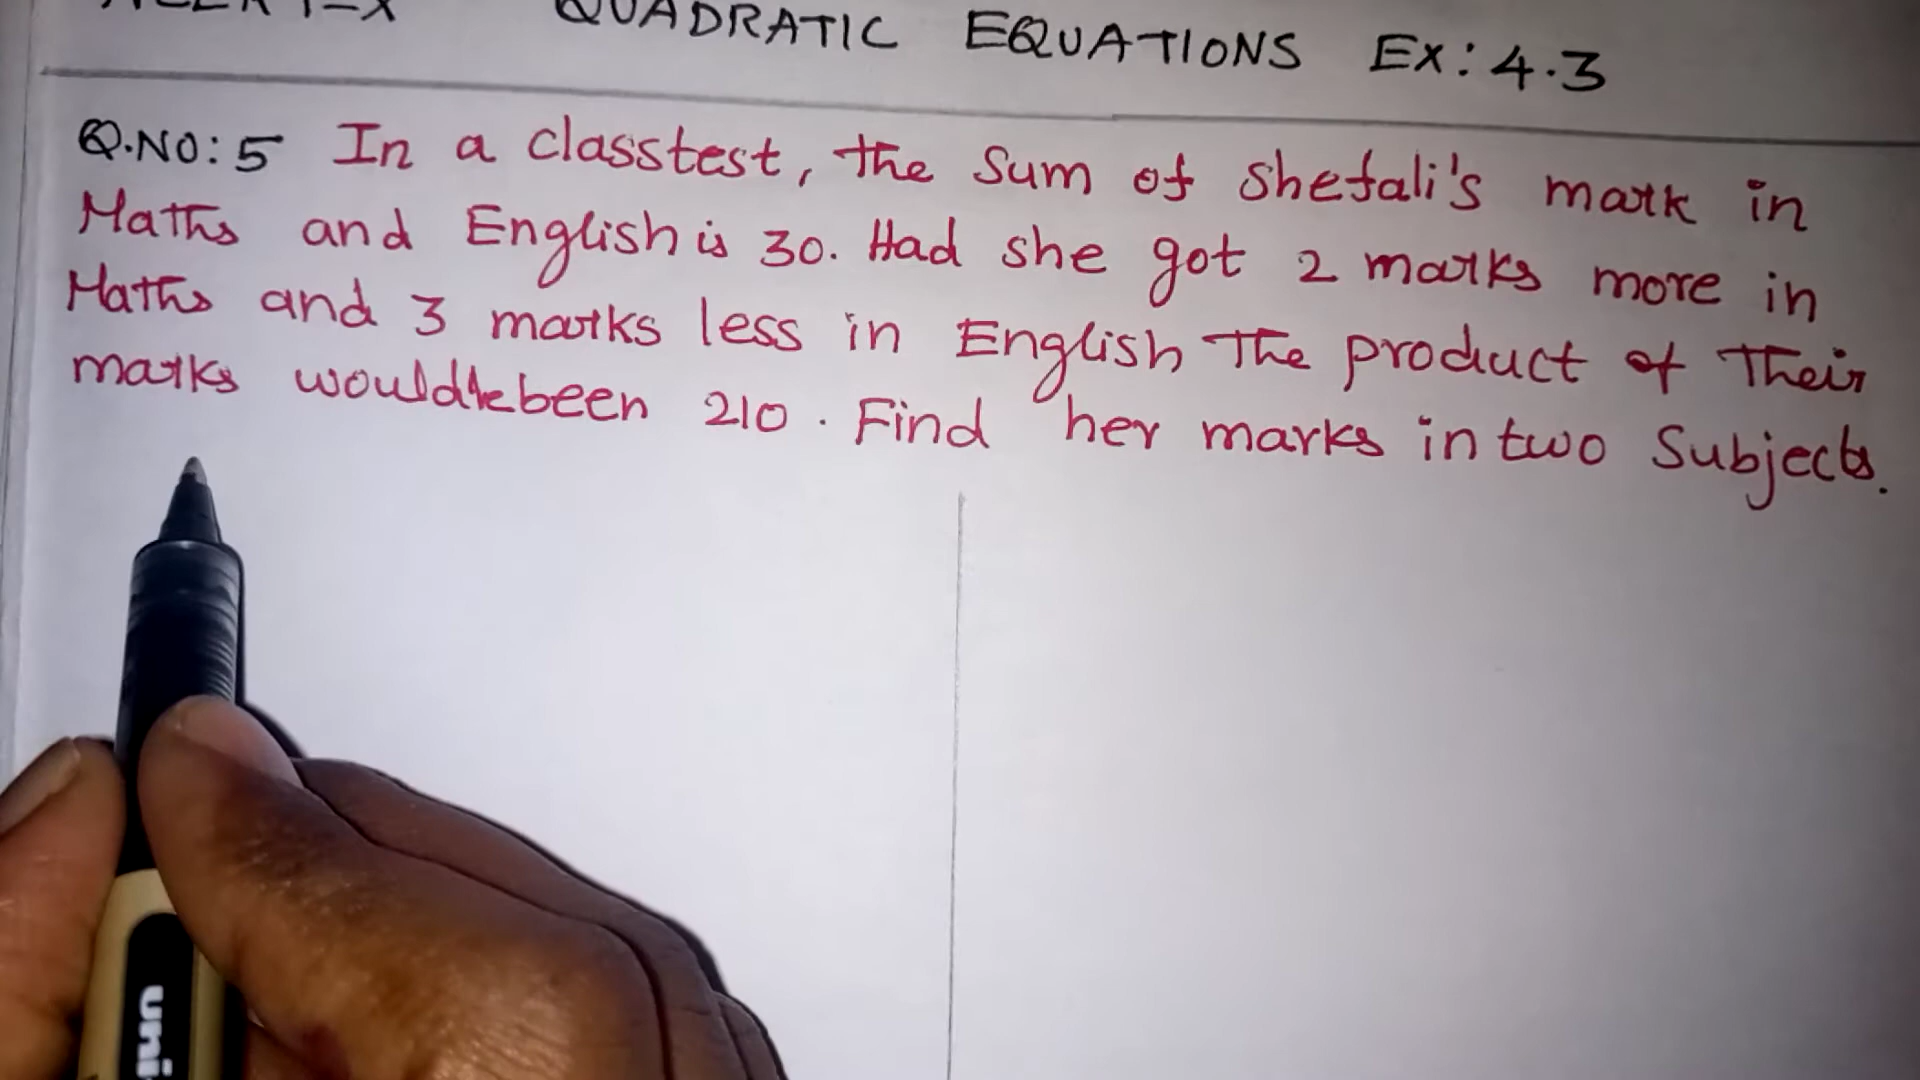 QUADRATIC EQUATIONS EX: 4.3
Q.NO: 5 In a classtest, the Sum of Shefali's mark in
Maths and English is 30. Had she got 2 marks more in
Maths and 3 marks less in English The product of Their
marks would been 210. Find her marks in two Subjects.
uni